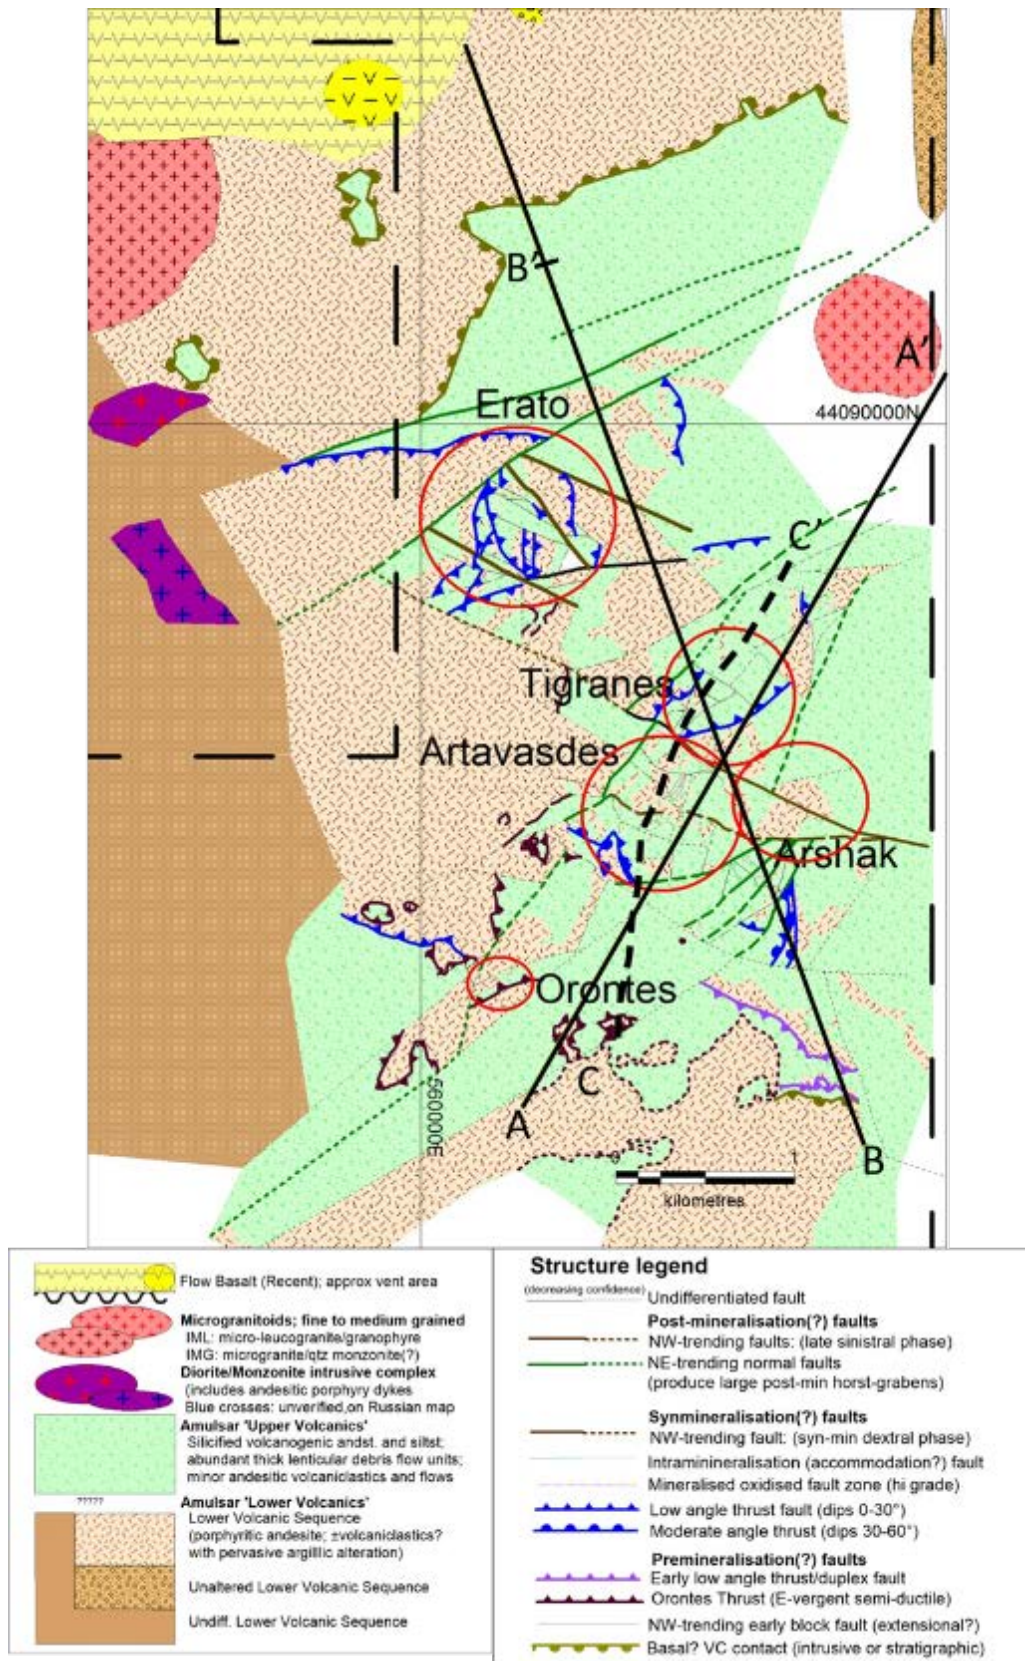 B'
A'
44090000N
Erato
C'
Tigranes
Artavasdes
Arshak
Orontes
C
A
560000E
B
0 1
kilometres
Flow Basalt (Recent); approx vent area
Microgranitoids; fine to medium grained
IML: micro-leucogranite/granophyre
IMG: microgranite/qtz monzonite(?)
Diorite/Monzonite intrusive complex
(includes andesitic porphyry dykes
Blue crosses: unverified,on Russian map
Amulsar 'Upper Volcanics'
Silicified volcanogenic andst. and siltst;
abundant thick lenticular debris flow units;
minor andesitic volcaniclastics and flows
?????
Amulsar 'Lower Volcanics'
Lower Volcanic Sequence
(porphyritic andesite; ±volcaniclastics?
with pervasive argilllic alteration)
Unaltered Lower Volcanic Sequence
Undiff. Lower Volcanic Sequence
Structure legend
(decreasing confidence)
Undifferentiated fault
Post-mineralisation(?) faults
NW-trending faults: (late sinistral phase)
NE-trending normal faults
(produce large post-min horst-grabens)
Synmineralisation(?) faults
NW-trending fault: (syn-min dextral phase)
Intramineralisation (accommodation?) fault
Mineralised oxidised fault zone (hi grade)
Low angle thrust fault (dips 0-30°)
Moderate angle thrust (dips 30-60°)
Premineralisation(?) faults
Early low angle thrust/duplex fault
Orontes Thrust (E-vergent semi-ductile)
NW-trending early block fault (extensional?)
Basal? VC contact (intrusive or stratigraphic)